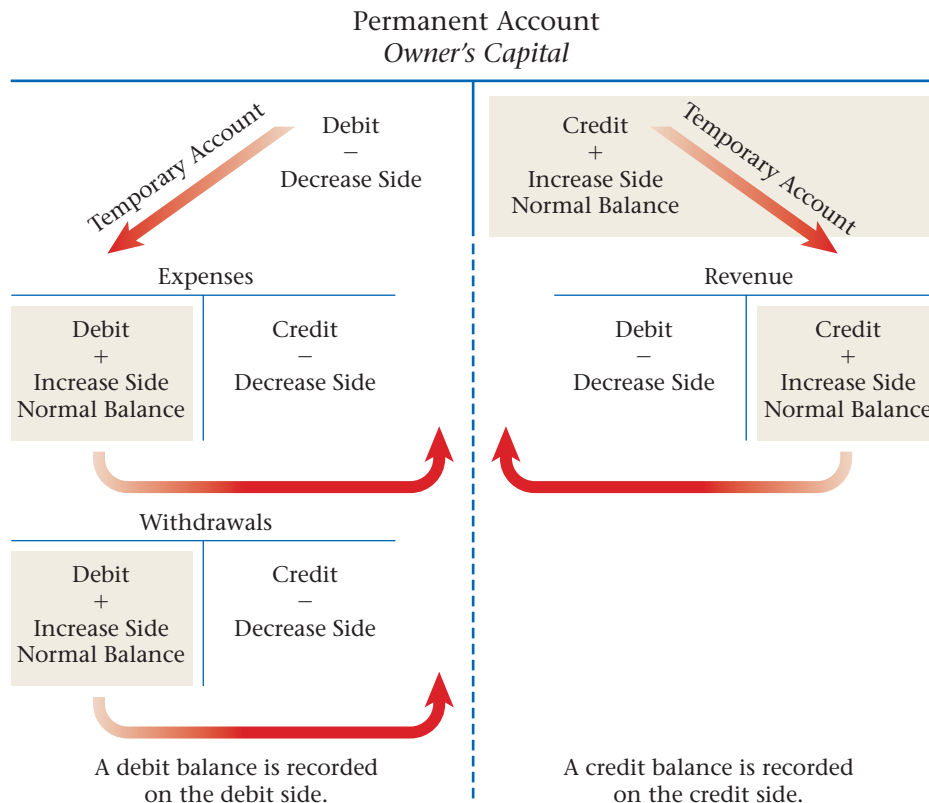 Permanent Account
Owner's Capital
Temporary Account
Debit
−
Decrease Side
Credit
+
Increase Side
Normal Balance
Temporary Account
Expenses
Debit
+
Increase Side
Normal Balance
Credit
−
Decrease Side
Revenue
Debit
−
Decrease Side
Credit
+
Increase Side
Normal Balance
Withdrawals
Debit
+
Increase Side
Normal Balance
Credit
−
Decrease Side
A debit balance is recorded
on the debit side.
A credit balance is recorded
on the credit side.